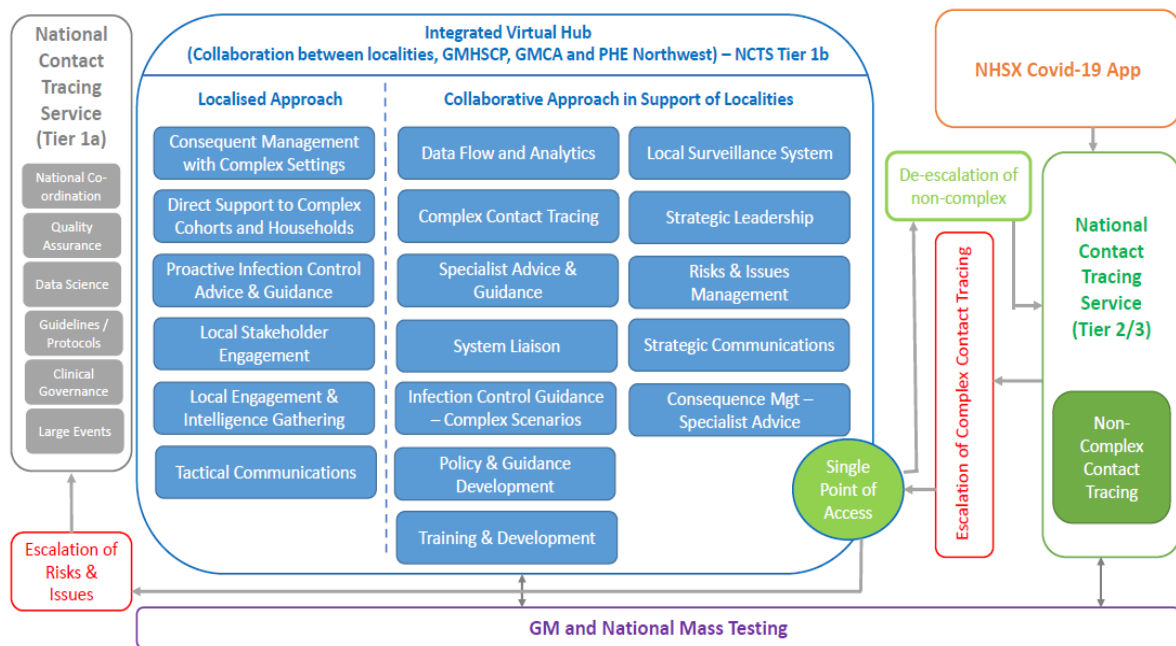 National
Contact
Tracing
Service
(Tier 1a)
National Co-
ordination
Quality
Assurance
Data Science
Guidelines /
Protocols
Clinical
Governance
Large Events
Escalation of
Risks &
Issues
Integrated Virtual Hub
(Collaboration between localities, GMHSCP, GMCA and PHE Northwest) – NCTS Tier 1b
Localised Approach
Consequent Management
with Complex Settings
Direct Support to Complex
Cohorts and Households
Proactive Infection Control
Advice & Guidance
Local Stakeholder
Engagement
Local Engagement &
Intelligence Gathering
Tactical Communications
Collaborative Approach in Support of Localities
Data Flow and Analytics
Complex Contact Tracing
Specialist Advice &
Guidance
System Liaison
Infection Control Guidance
– Complex Scenarios
Policy & Guidance
Development
Training & Development
Local Surveillance System
Strategic Leadership
Risks & Issues
Management
Strategic Communications
Consequence Mgt –
Specialist Advice
Single
Point of
Access
De-escalation of
non-complex
Escalation of Complex Contact Tracing
NHSX Covid-19 App
National
Contact
Tracing
Service
(Tier 2/3)
Non-
Complex
Contact
Tracing
GM and National Mass Testing